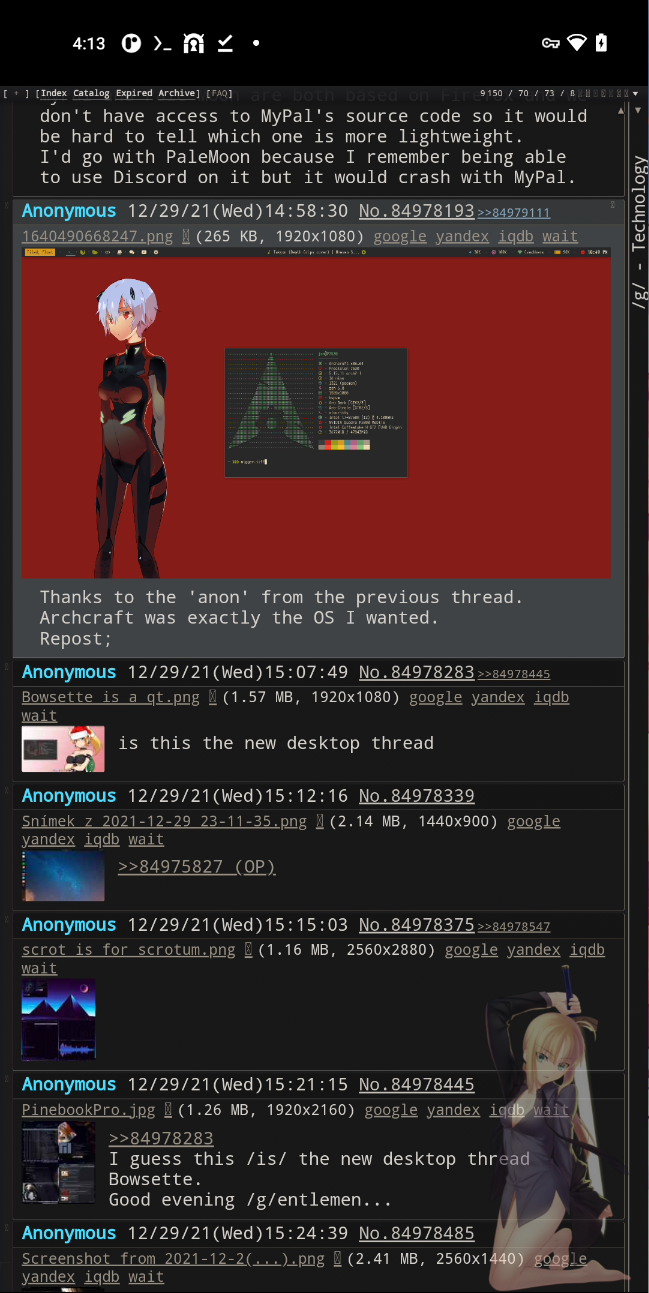 4:13
[ + ] [Index Catalog Expired Archive] [FAQ]
9150 / 70 / 73 / 8
don't have access to MyPal's source code so it would
be hard to tell which one is more lightweight.
I'd go with PaleMoon because I remember being able
to use Discord on it but it would crash with MyPal.
/g/ - Technology
Anonymous 12/29/21(Wed)14:58:30 No.84978193 >>84979111
1640490668247.png (265 KB, 1920x1080) google yandex iqdb wait
Thanks to the 'anon' from the previous thread.
Archcraft was exactly the OS I wanted.
Repost;
Anonymous 12/29/21(Wed)15:07:49 No.84978283 >>84978445
Bowsette is a qt.png (1.57 MB, 1920x1080) google yandex iqdb
wait
is this the new desktop thread
Anonymous 12/29/21(Wed)15:12:16 No.84978339
Snímek z 2021-12-29 23-11-35.png (2.14 MB, 1440x900) google
yandex iqdb wait
>>84975827 (OP)
Anonymous 12/29/21(Wed)15:15:03 No.84978375 >>84978547
scrot is for scrotum.png (1.16 MB, 2560x2880) google yandex iqdb
wait
Anonymous 12/29/21(Wed)15:21:15 No.84978445
PinebookPro.jpg (1.26 MB, 1920x2160) google yandex iqdb wait
>>84978283
I guess this /is/ the new desktop thread
Bowsette.
Good evening /g/entlemen...
Anonymous 12/29/21(Wed)15:24:39 No.84978485
Screenshot from 2021-12-2(...).png (2.41 MB, 2560x1440) google
yandex iqdb wait